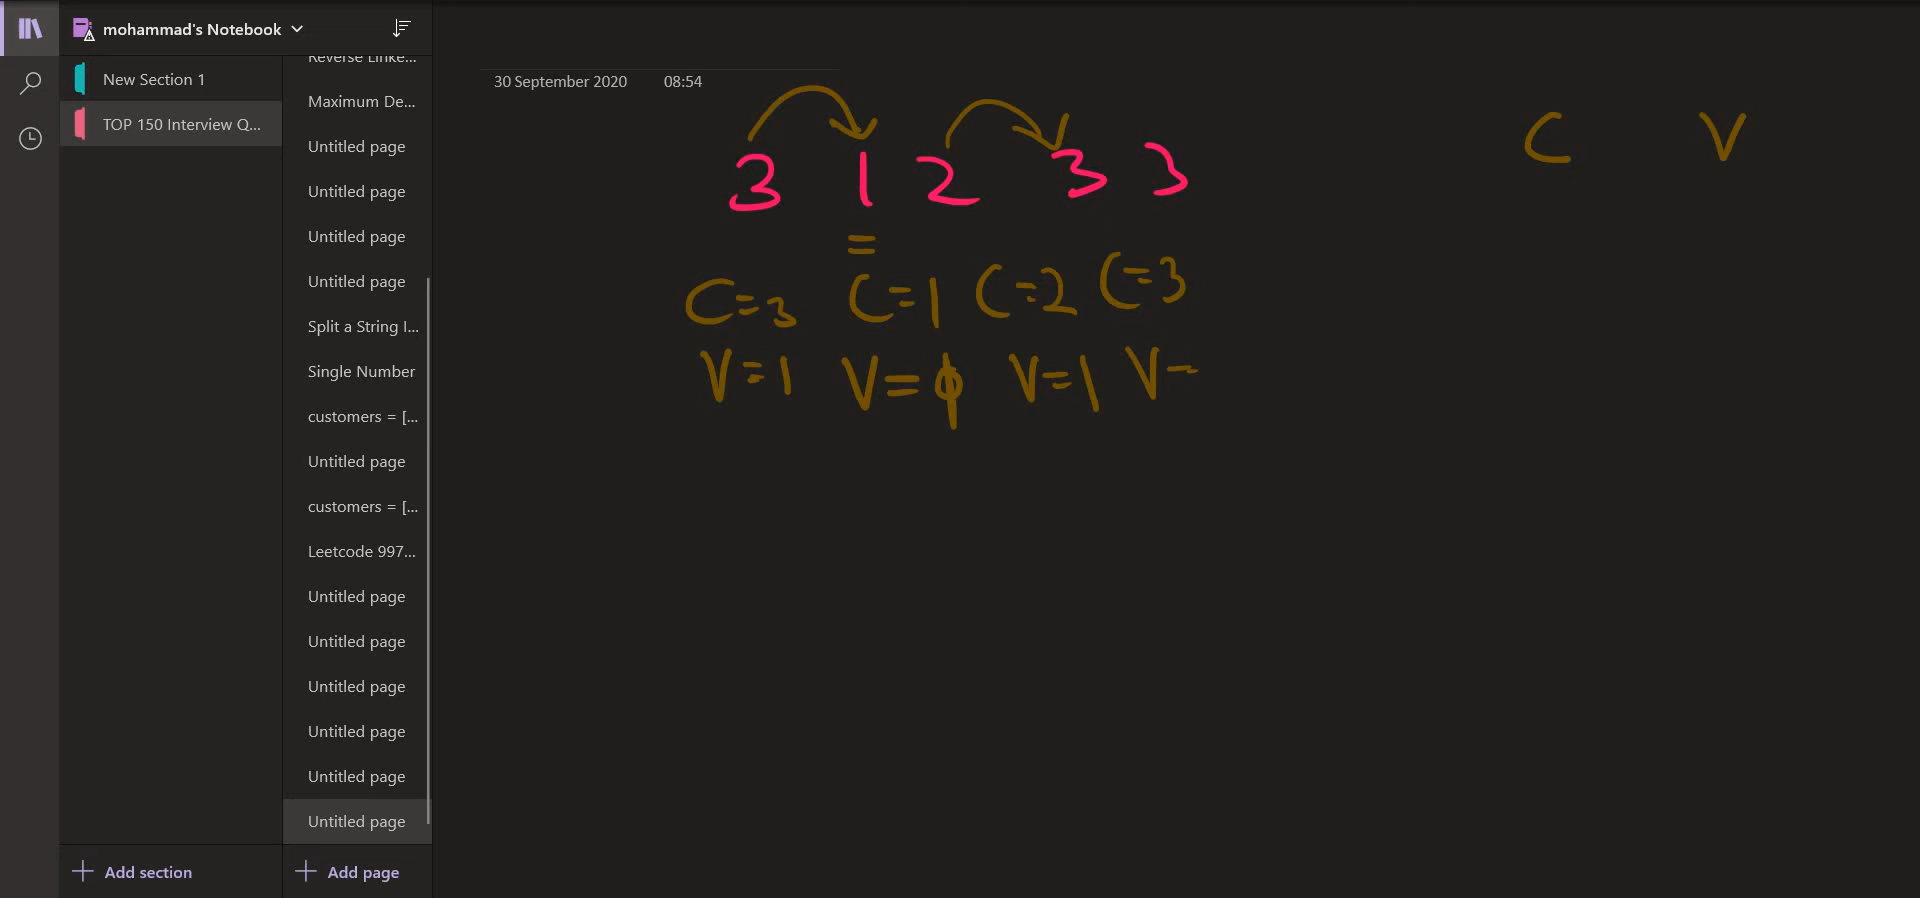 mohammad's Notebook
New Section 1
TOP 150 Interview Q...
Add section
Reverse Linke...
Maximum De...
Untitled page
Untitled page
Untitled page
Untitled page
Split a String I...
Single Number
customers = [...
Untitled page
customers = [...
Leetcode 997...
Untitled page
Untitled page
Untitled page
Untitled page
Untitled page
Untitled page
Add page
30 September 2020 08:54
C V
3 1 2 3 3
=
C=3 C=1 C=2 C=3
V=1 V= V=1 V-